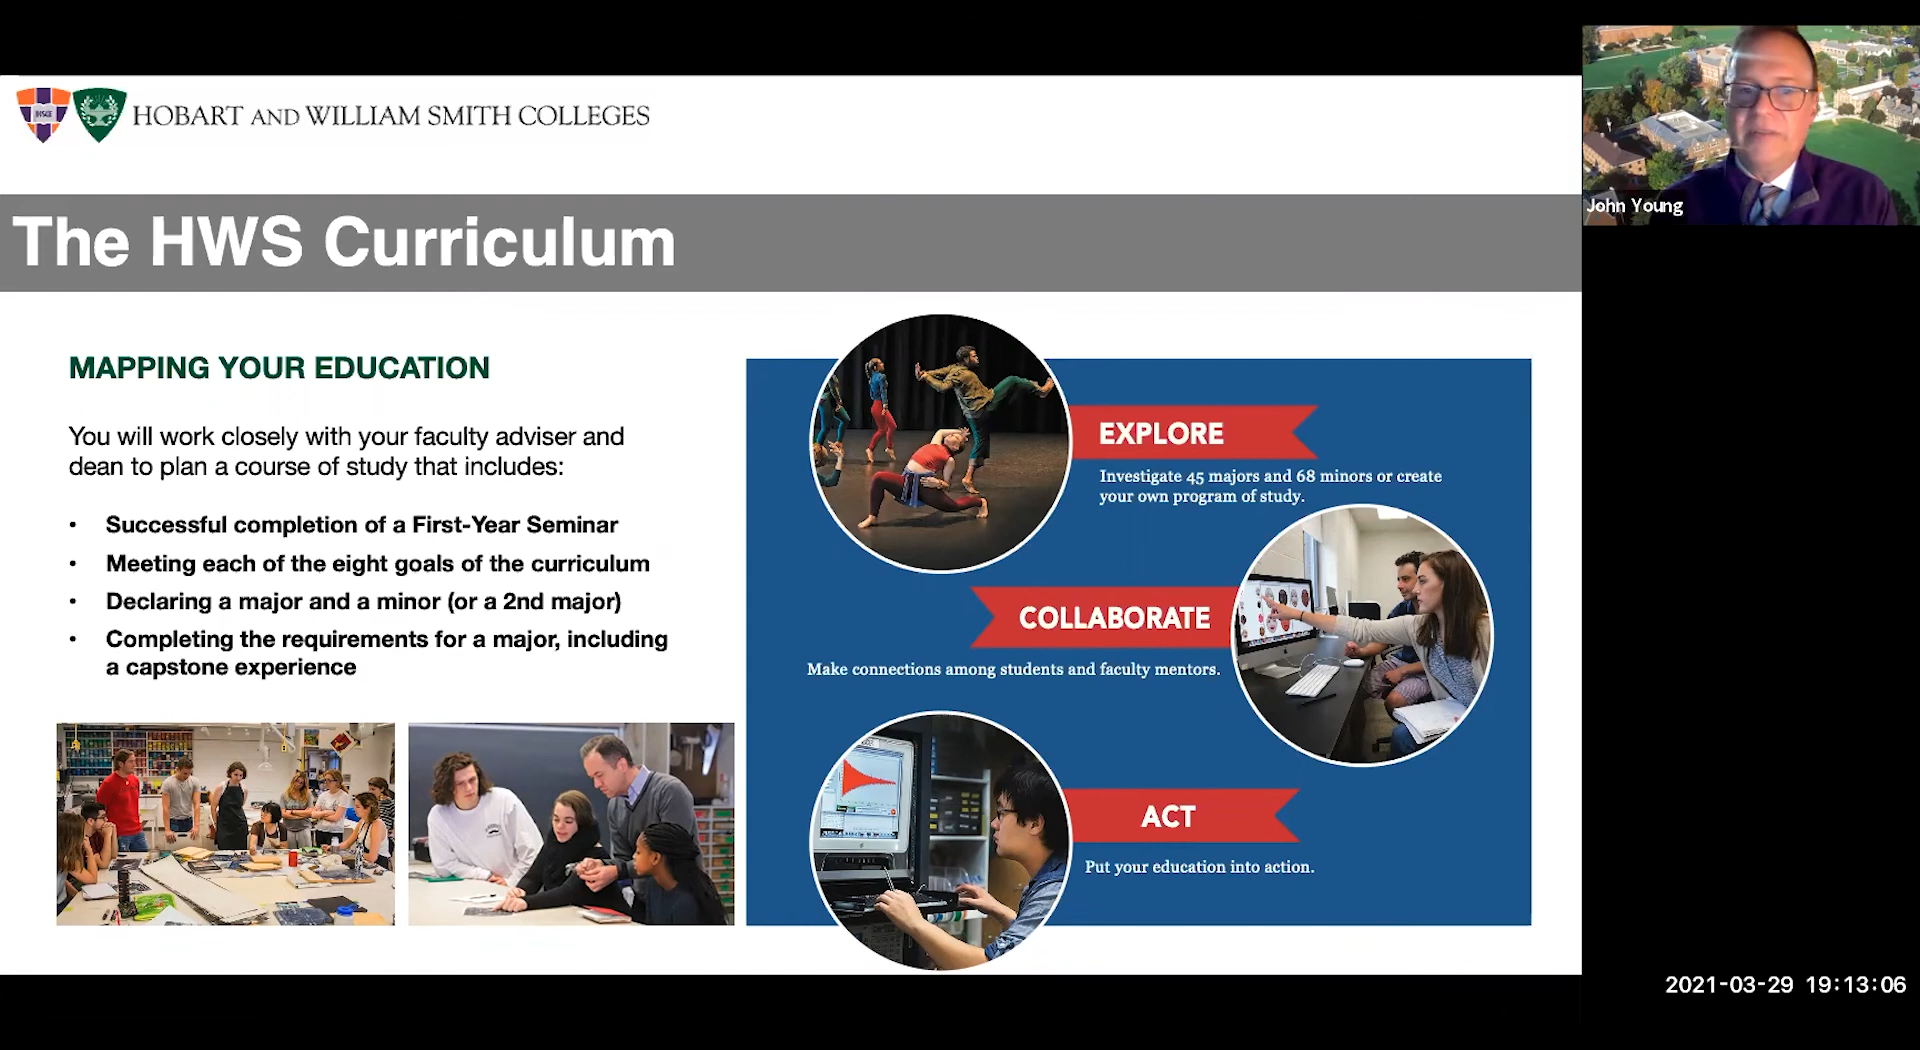 HOBART AND WILLIAM SMITH COLLEGES
The HWS Curriculum
MAPPING YOUR EDUCATION
You will work closely with your faculty adviser and
dean to plan a course of study that includes:
• Successful completion of a First-Year Seminar
• Meeting each of the eight goals of the curriculum
• Declaring a major and a minor (or a 2nd major)
• Completing the requirements for a major, including
a capstone experience
EXPLORE
Investigate 45 majors and 68 minors or create
your own program of study.
COLLABORATE
Make connections among students and faculty mentors.
ACT
Put your education into action.
John Young
2021-03-29 19:13:06